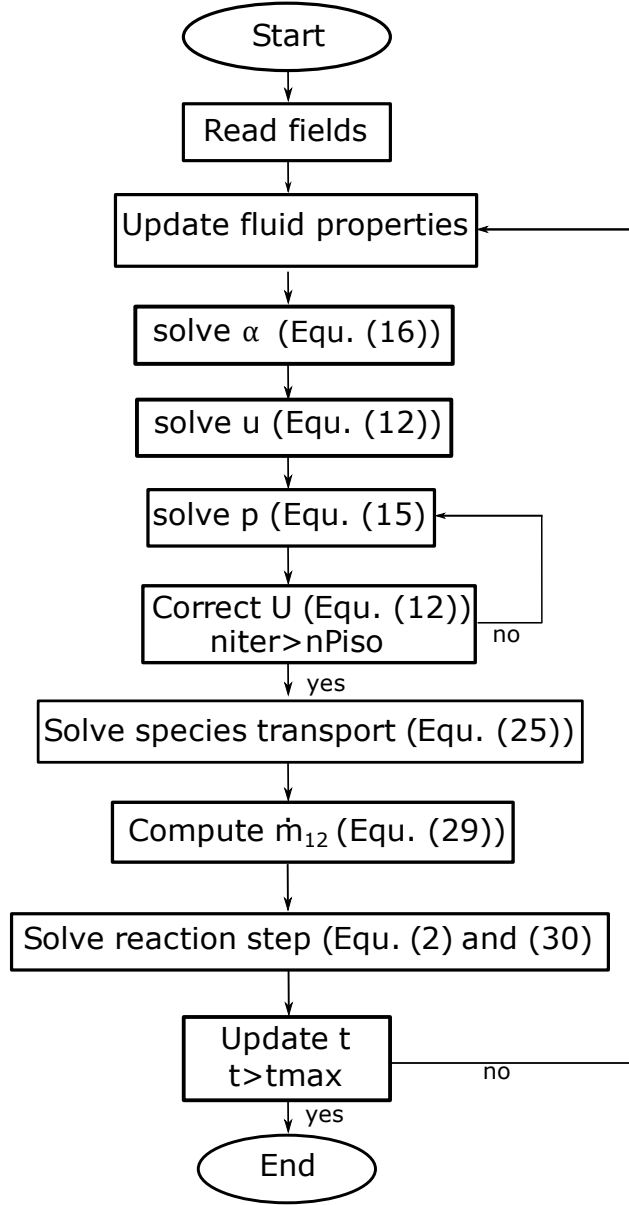 Start
Read fields
Update fluid properties
solve α (Equ. (16))
solve u (Equ. (12))
solve p (Equ. (15)
Correct U (Equ. (12))
niter>nPiso
no
yes
Solve species transport (Equ. (25))
Compute ṁ₁₂ (Equ. (29))
Solve reaction step (Equ. (2) and (30)
Update t
t>tmax
no
yes
End